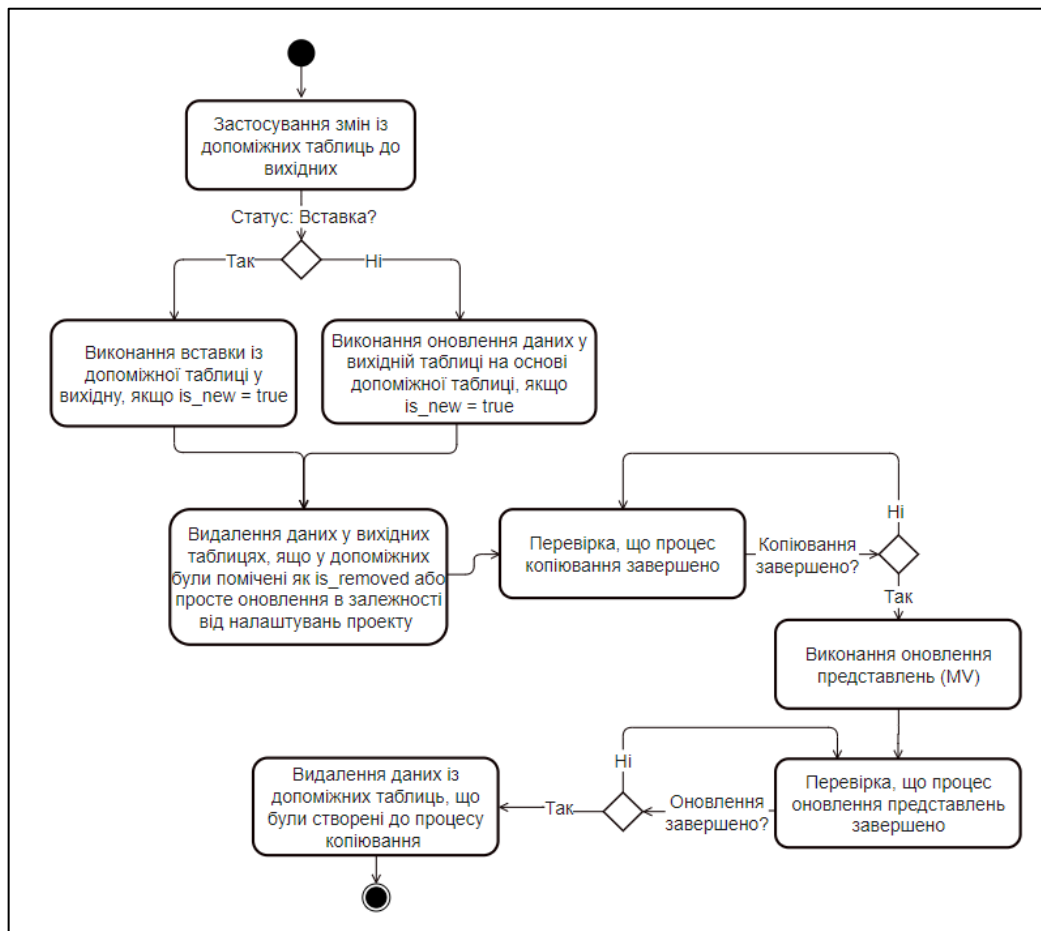 Застосування змін із
допоміжних таблиць до
вихідних
Статус: Вставка?
Так
Ні
Виконання вставки із
допоміжної таблиці у
вихідну, якщо is_new = true
Виконання оновлення даних у
вихідній таблиці на основі
допоміжної таблиці, якщо
is_new = true
Видалення даних у вихідних
таблицях, ящо у допоміжних
були помічені як is_removed або
просте оновлення в залежності
від налаштувань проекту
Перевірка, що процес
копіювання завершено
Копіювання
завершено?
Ні
Так
Виконання оновлення
представлень (MV)
Перевірка, що процес
оновлення представлень
завершено
Оновлення
завершено?
Ні
Так
Видалення даних із
допоміжних таблиць, що
були створені до процесу
копіювання